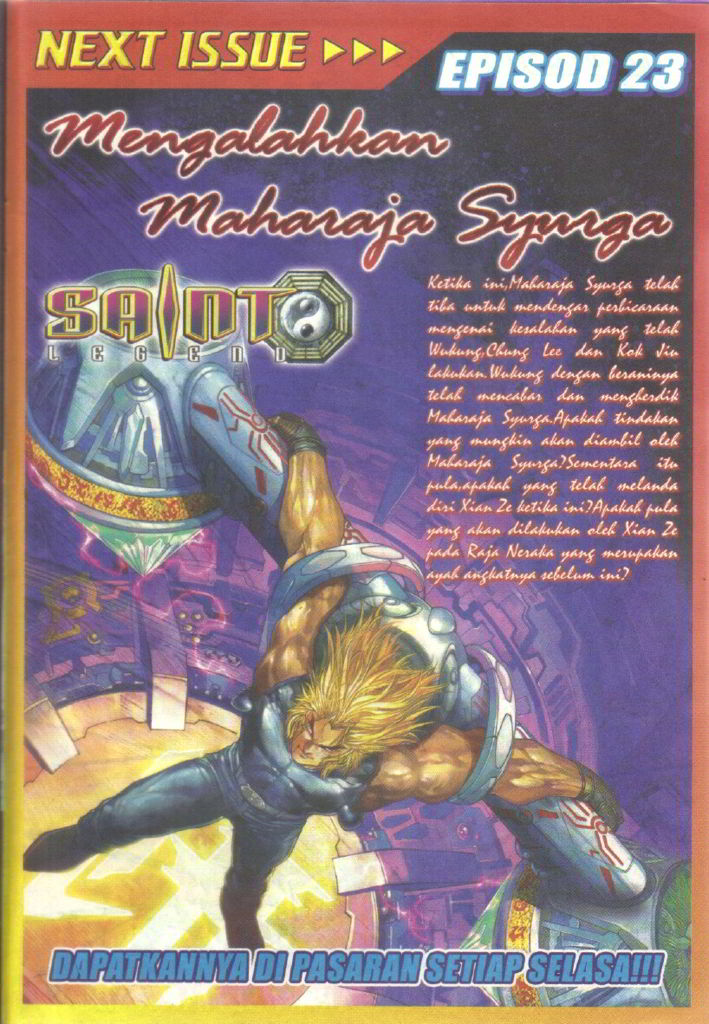 NEXT ISSUE
EPISOD 23
Mengalahkan
Maharaja Syurga
SAINT
LEGEND
Ketika ini,Maharaja Syurga telah
tiba untuk mendengar perbicaraan
mengenai kesalahan yang telah
Wukung,Chung Lee dan Kok Jiu
lakukan.Wukung dengan beraninya
telah mencabar dan mengherdik
Maharaja Syurga.Apakah tindakan
yang mungkin akan diambil oleh
Maharaja Syurga?Sementara itu
pula,apakah yang telah melanda
diri Xian Ze ketika ini?Apakah pula
yang akan dilakukan oleh Xian Ze
pada Raja Neraka yang merupakan
ayah angkatnya sebelum ini?
DAPATKANNYA DI PASARAN SETIAP SELASA!!!